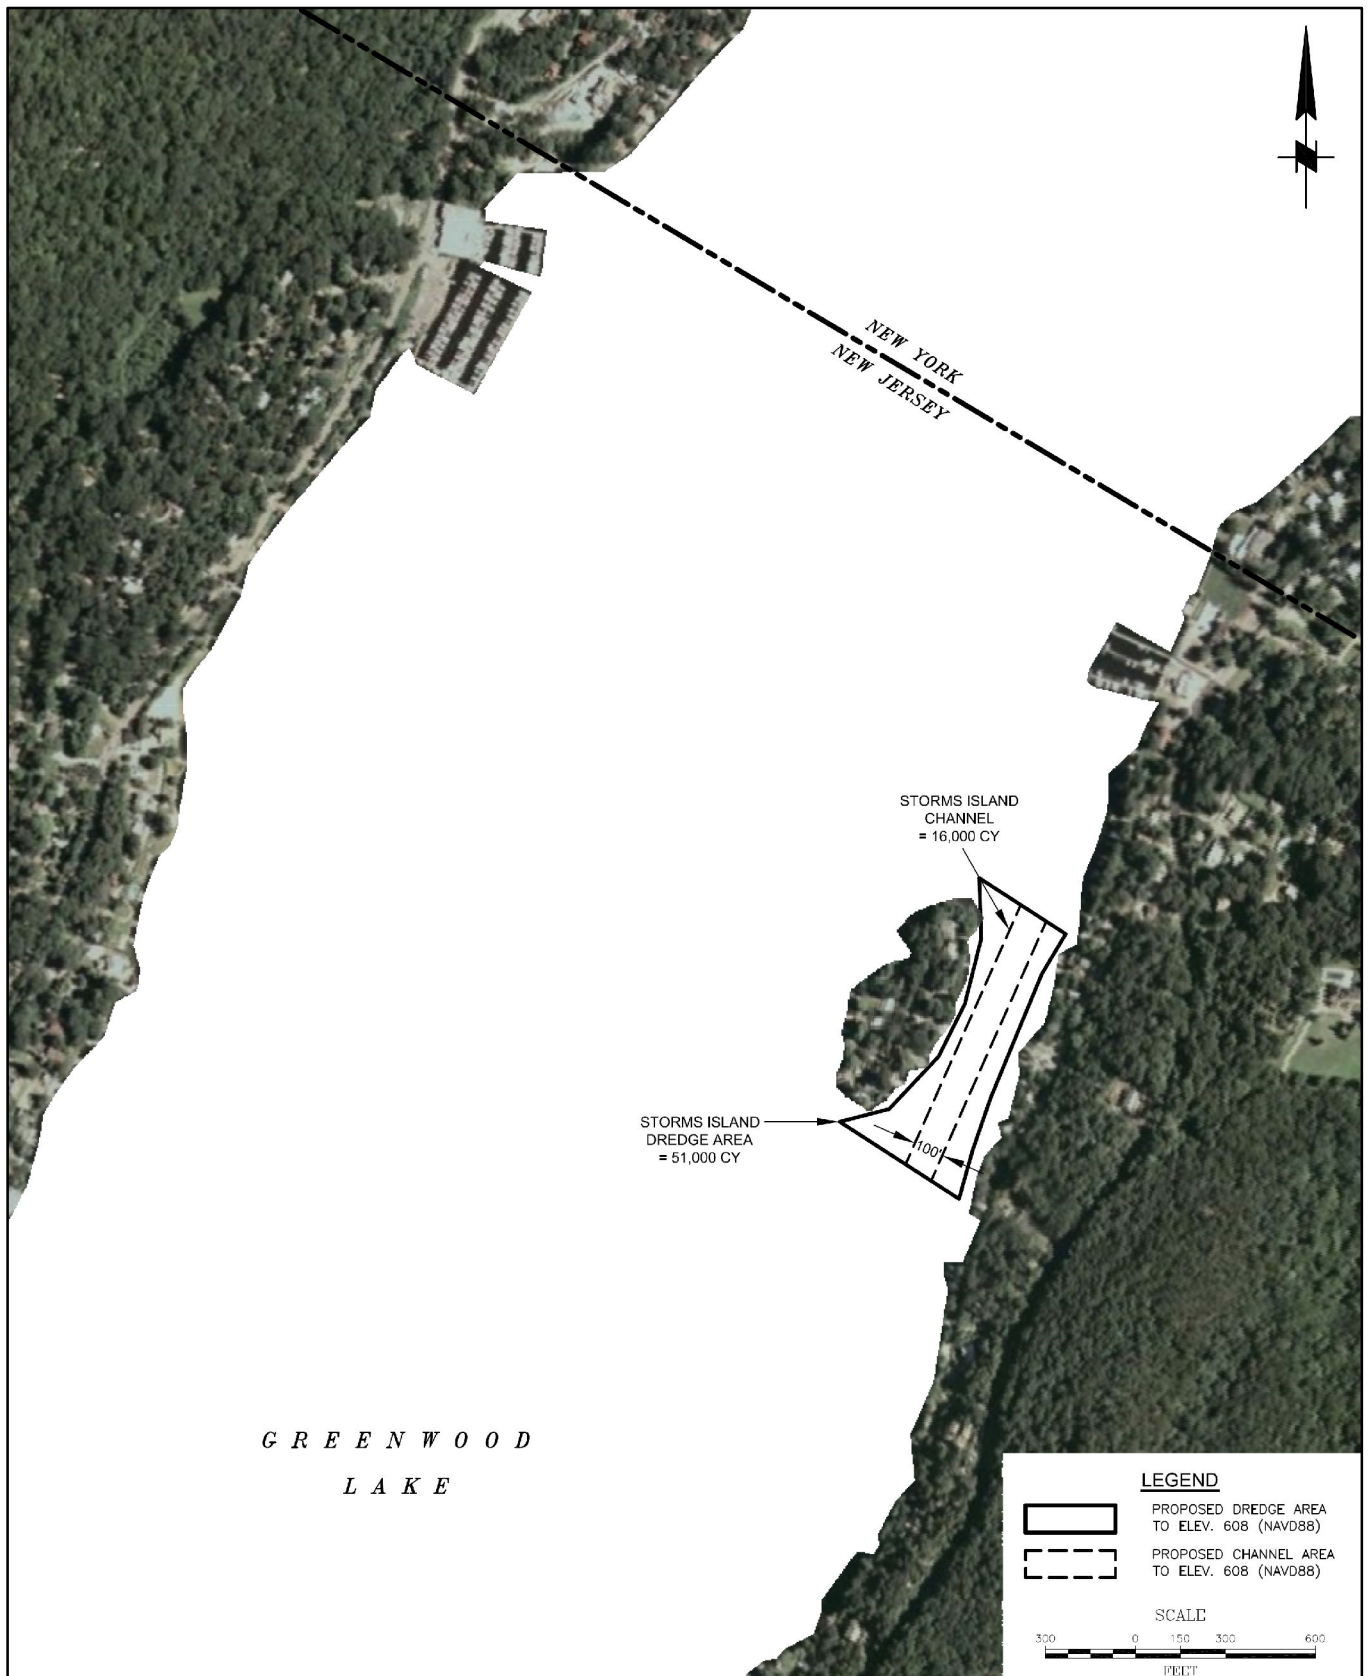 NEW YORK
NEW JERSEY
STORMS ISLAND
CHANNEL
= 16,000 CY
STORMS ISLAND
DREDGE AREA
= 51,000 CY
100'
GREENWOOD
LAKE
LEGEND
PROPOSED DREDGE AREA
TO ELEV. 608 (NAVD88)
PROPOSED CHANNEL AREA
TO ELEV. 608 (NAVD88)
SCALE
300 0 150 300 600
FEET